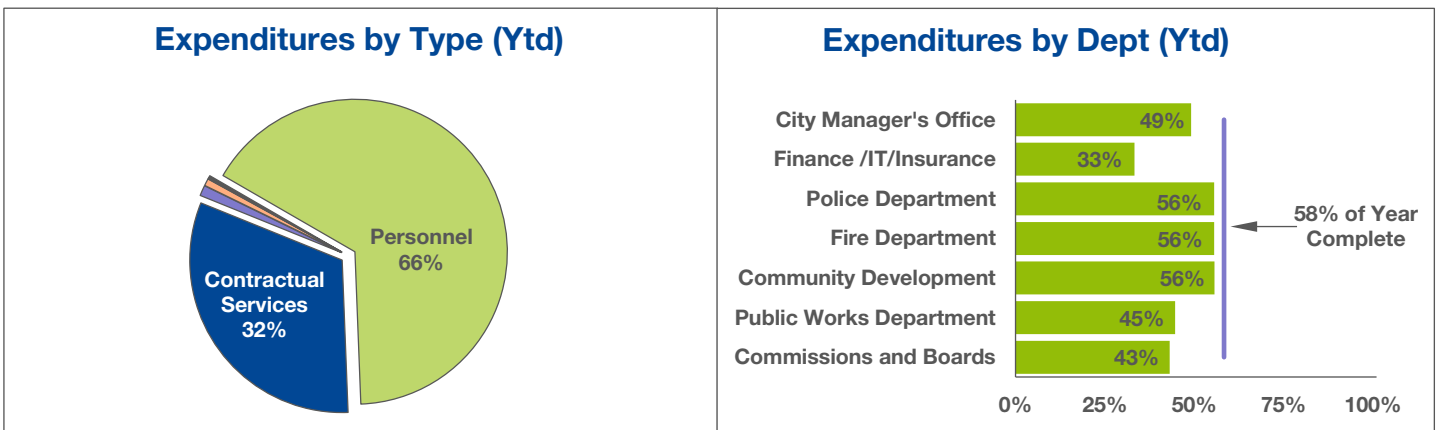 Expenditures by Type (Ytd)
Personnel
66%
Contractual
Services
32%
Expenditures by Dept (Ytd)
City Manager's Office
49%
Finance /IT/Insurance
33%
Police Department
56%
Fire Department
56%
Community Development
56%
Public Works Department
45%
Commissions and Boards
43%
58% of Year
Complete
0% 25% 50% 75% 100%